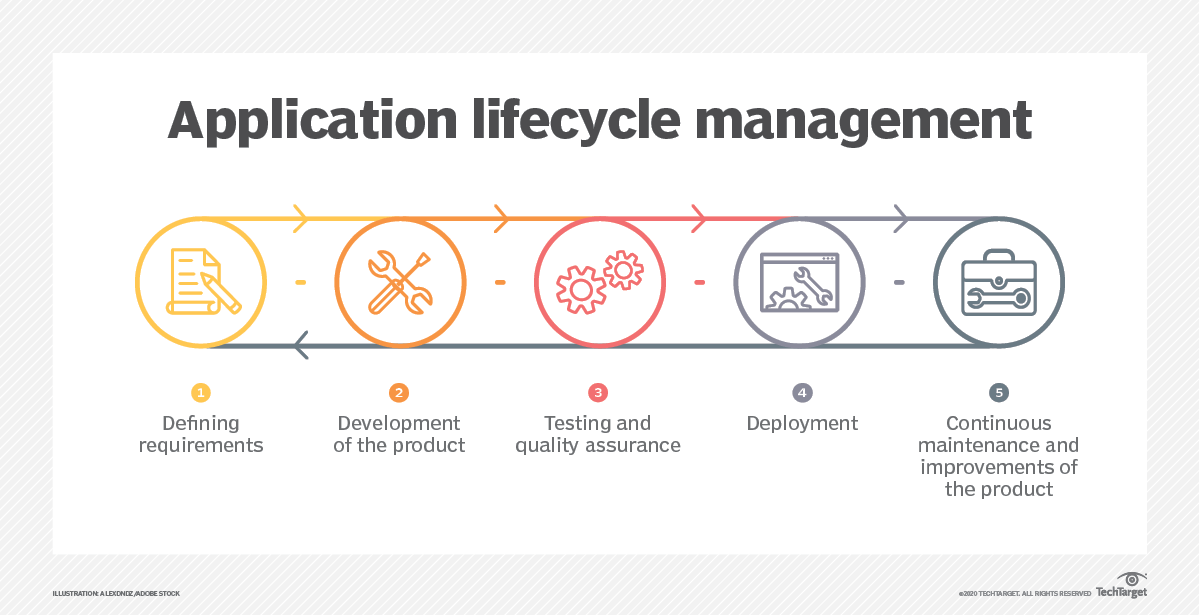 Application lifecycle management
1
Defining
requirements
2
Development
of the product
3
Testing and
quality assurance
4
Deployment
5
Continuous
maintenance and
improvements of
the product
ILLUSTRATION: ALEXDNDZ/ADOBE STOCK
©2020 TECHTARGET. ALL RIGHTS RESERVED
TechTarget